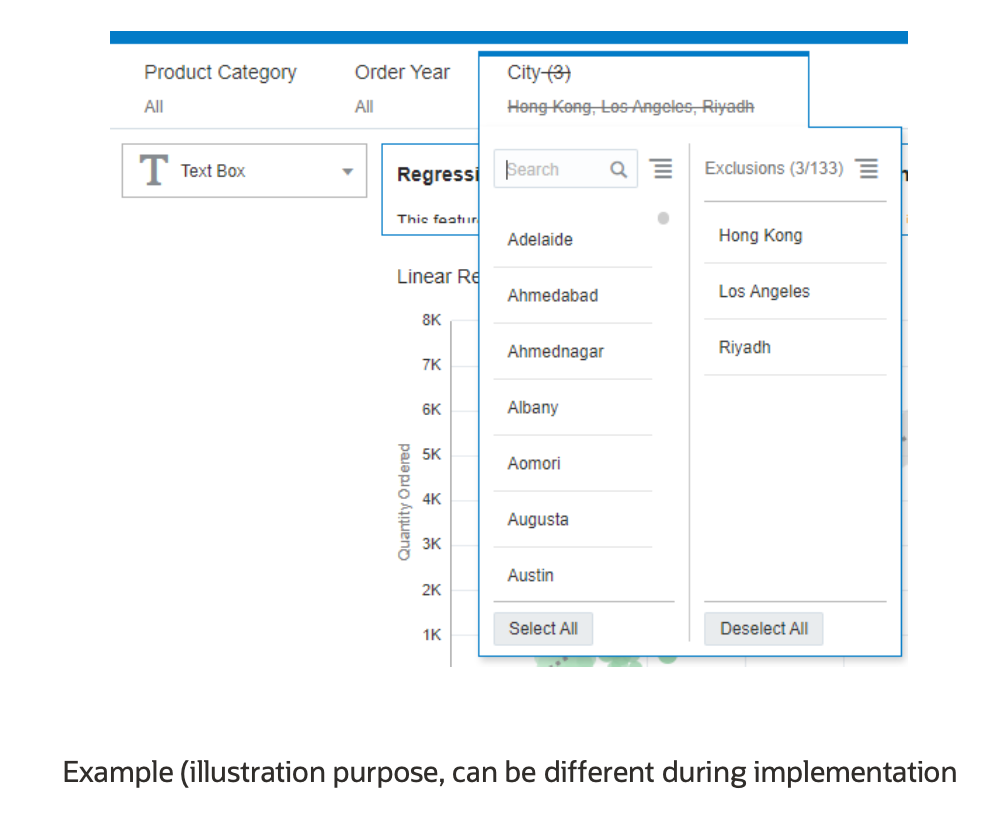 Product Category
All
Order Year
All
City (3)
Hong Kong, Los Angeles, Riyadh
T Text Box
Regressi
This featur
Search
Exclusions (3/133)
Adelaide
Ahmedabad
Ahmednagar
Albany
Aomori
Augusta
Austin
Select All
Hong Kong
Los Angeles
Riyadh
Deselect All
Linear Re
8K
7K
6K
5K
4K
3K
2K
1K
Quantity Ordered
Example (illustration purpose, can be different during implementation